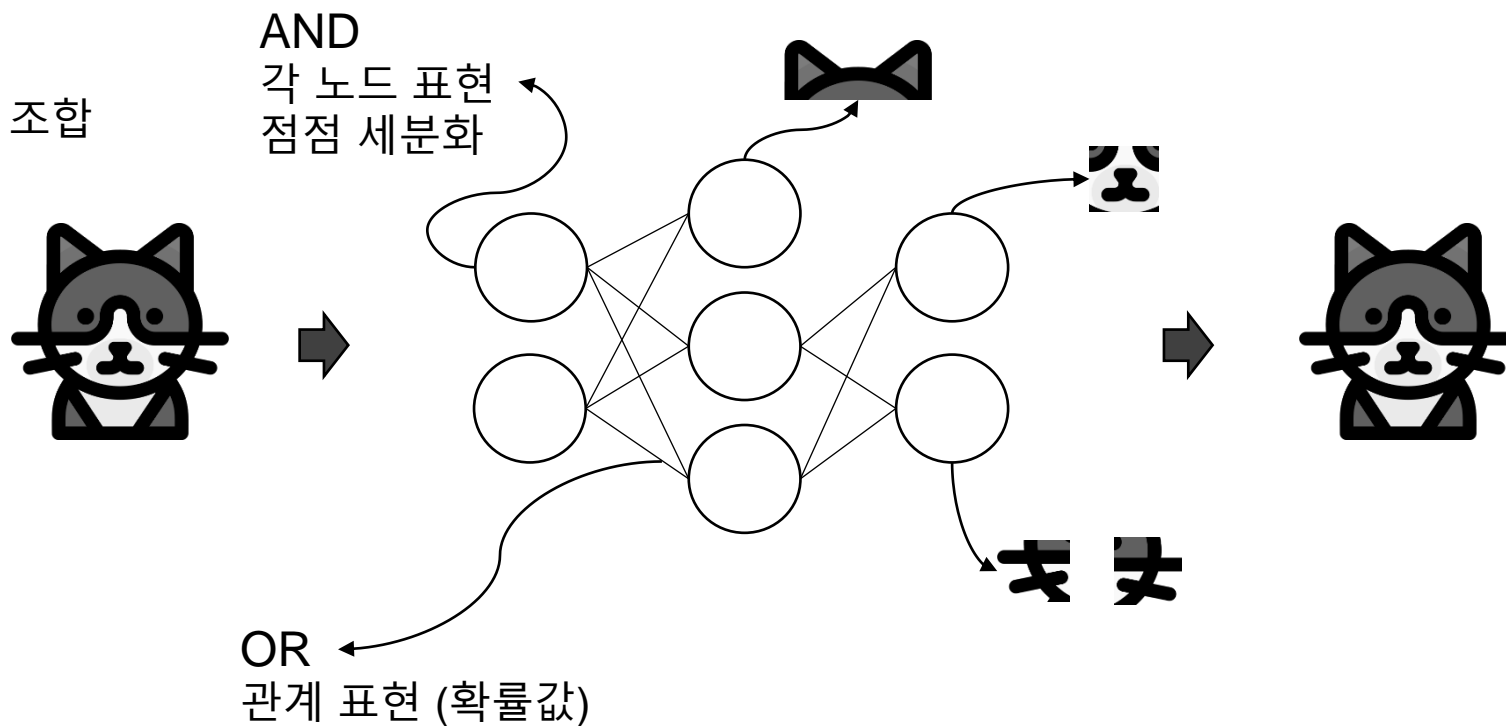 조합
AND
각 노드 표현
점점 세분화
OR
관계 표현 (확률값)